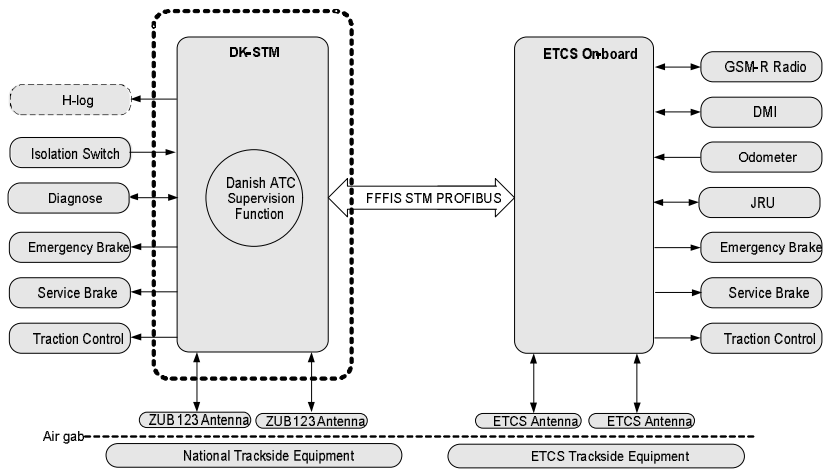 DK-STM
ETCS On-board
H-log
Isolation Switch
Diagnose
Emergency Brake
Service Brake
Traction Control
Danish ATC
Supervision
Function
FFFIS STM PROFIBUS
GSM-R Radio
DMI
Odometer
JRU
Emergency Brake
Service Brake
Traction Control
ZUB123 Antenna
ZUB123 Antenna
ETCS Antenna
ETCS Antenna
Air gab
National Trackside Equipment
ETCS Trackside Equipment